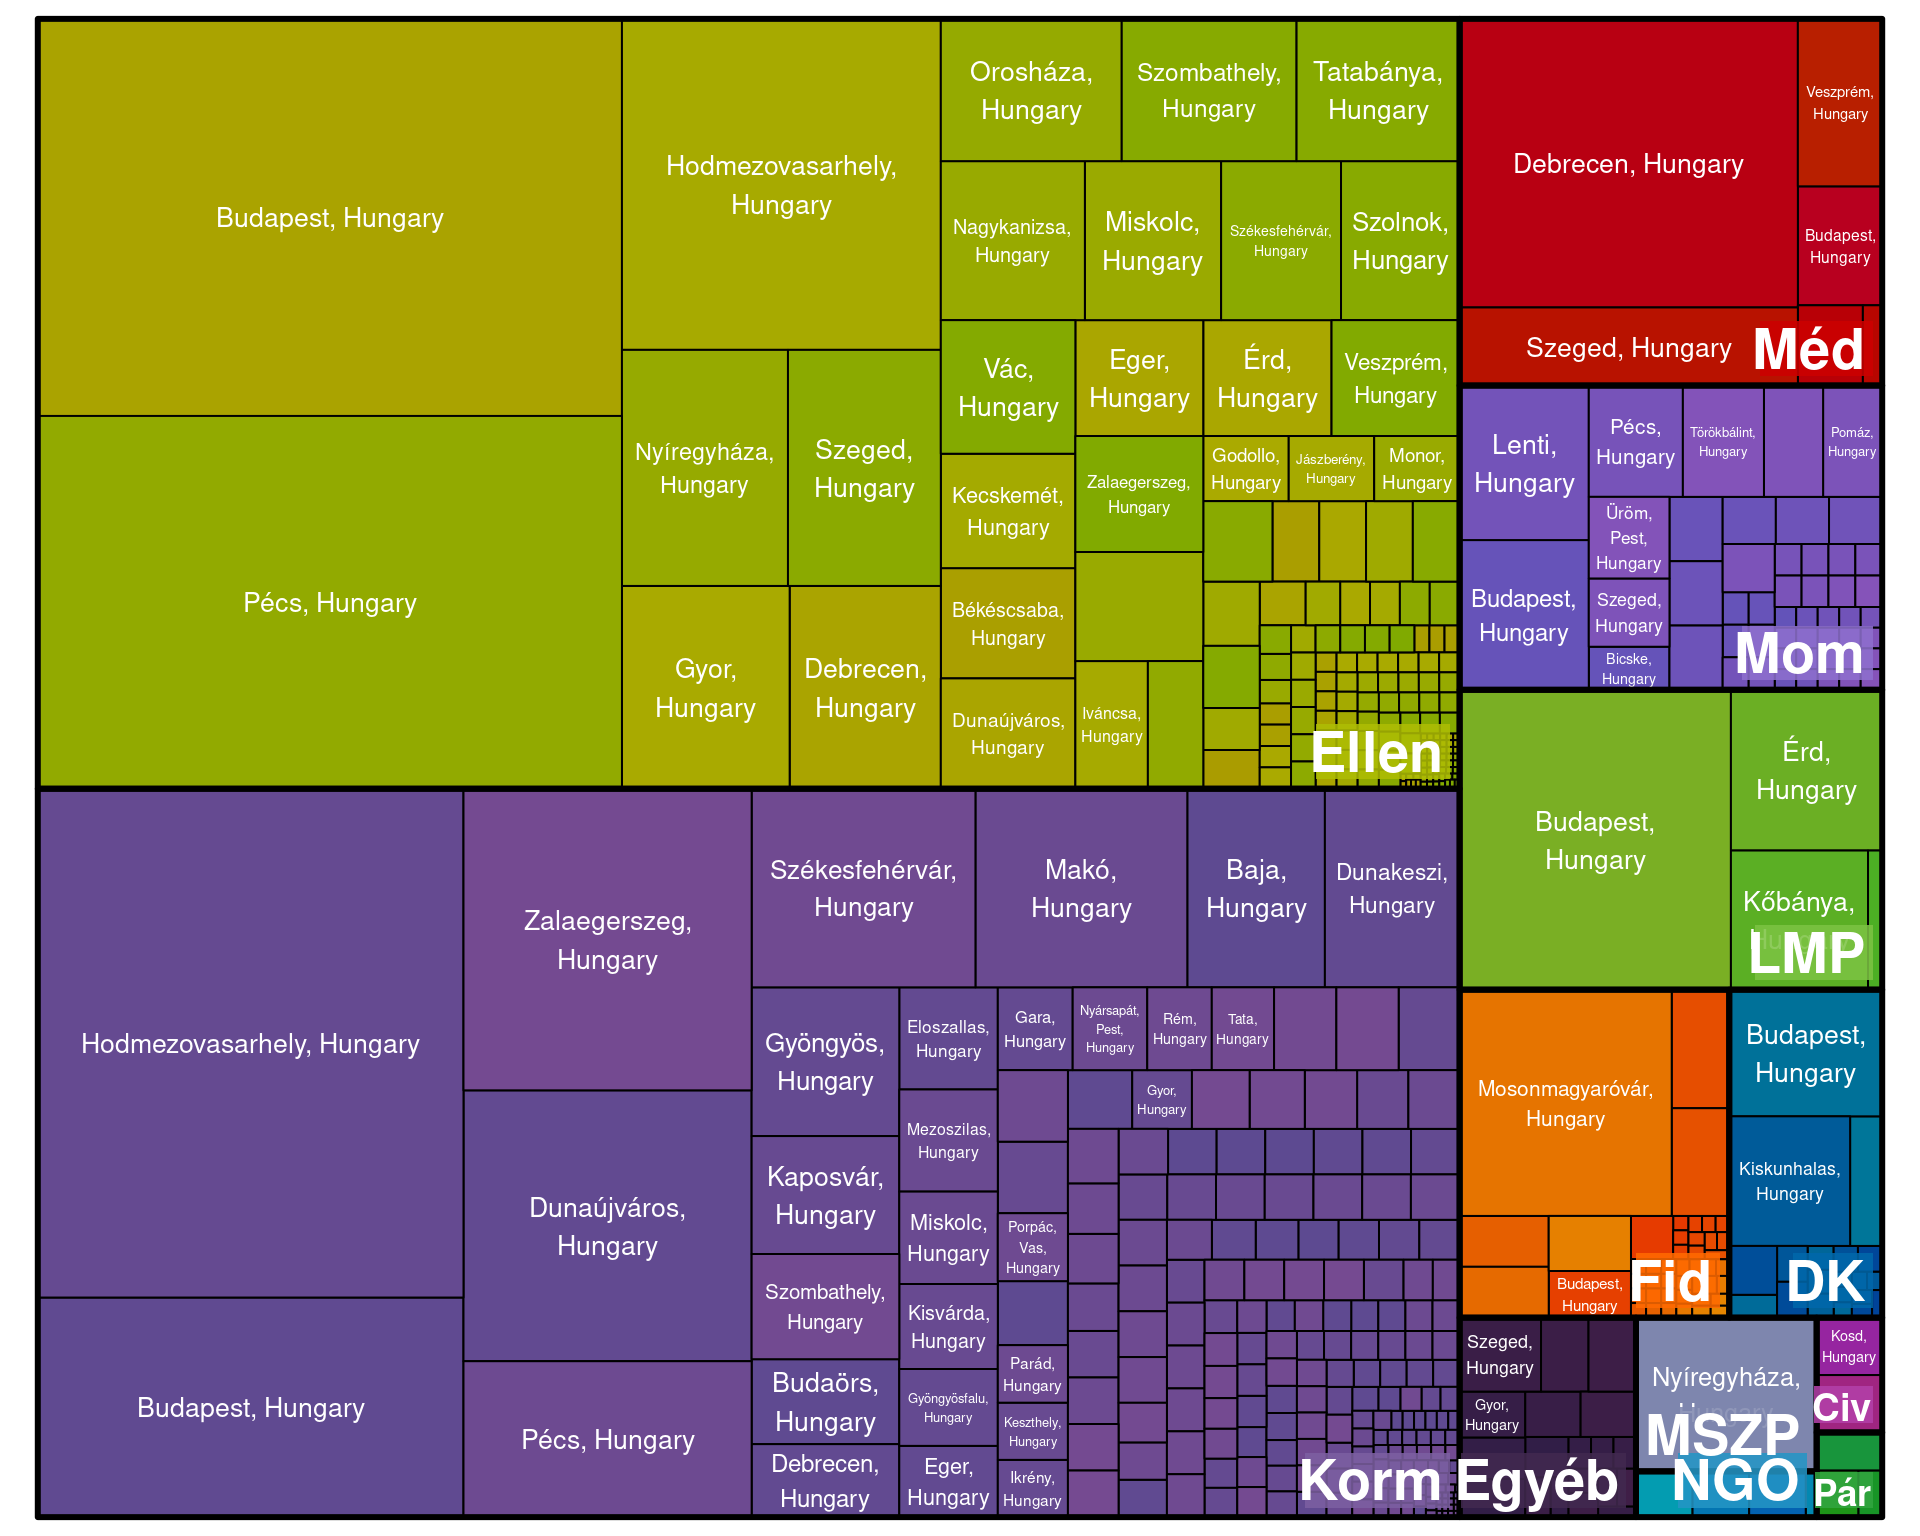 Budapest, Hungary
Pécs, Hungary
Hodmezovasarhely,
Hungary
Nyíregyháza,
Hungary
Szeged,
Hungary
Gyor,
Hungary
Debrecen,
Hungary
Orosháza,
Hungary
Szombathely,
Hungary
Tatabánya,
Hungary
Nagykanizsa,
Hungary
Miskolc,
Hungary
Székesfehérvár,
Hungary
Szolnok,
Hungary
Vác,
Hungary
Eger,
Hungary
Érd,
Hungary
Veszprém,
Hungary
Kecskemét,
Hungary
Zalaegerszeg,
Hungary
Godollo,
Hungary
Jászberény,
Hungary
Monor,
Hungary
Békéscsaba,
Hungary
Dunaújváros,
Hungary
Iváncsa,
Hungary
Ellen
Hodmezovasarhely, Hungary
Budapest, Hungary
Zalaegerszeg,
Hungary
Dunaújváros,
Hungary
Pécs, Hungary
Székesfehérvár,
Hungary
Makó,
Hungary
Baja,
Hungary
Dunakeszi,
Hungary
Gyöngyös,
Hungary
Kaposvár,
Hungary
Szombathely,
Hungary
Budaörs,
Hungary
Debrecen,
Hungary
Eloszallas,
Hungary
Mezoszilas,
Hungary
Miskolc,
Hungary
Kisvárda,
Hungary
Gyöngyösfalu,
Hungary
Eger,
Hungary
Gara,
Hungary
Nyársapát,
Pest,
Hungary
Rém,
Hungary
Tata,
Hungary
Gyor,
Hungary
Porpác,
Vas,
Hungary
Parád,
Hungary
Keszthely,
Hungary
Ikrény,
Hungary
Korm
Debrecen, Hungary
Veszprém,
Hungary
Budapest,
Hungary
Szeged, Hungary
Méd
Lenti,
Hungary
Budapest,
Hungary
Pécs,
Hungary
Törökbálint,
Hungary
Pomáz,
Hungary
Üröm,
Pest,
Hungary
Szeged,
Hungary
Bicske,
Hungary
Mom
Budapest,
Hungary
Érd,
Hungary
Kőbánya,
Hungary
LMP
Mosonmagyaróvár,
Hungary
Budapest,
Hungary
Fid
Budapest,
Hungary
Kiskunhalas,
Hungary
DK
Szeged,
Hungary
Gyor,
Hungary
Egyéb
Nyíregyháza,
Hungary
MSZP
NGO
Kosd,
Hungary
Civ
Pár